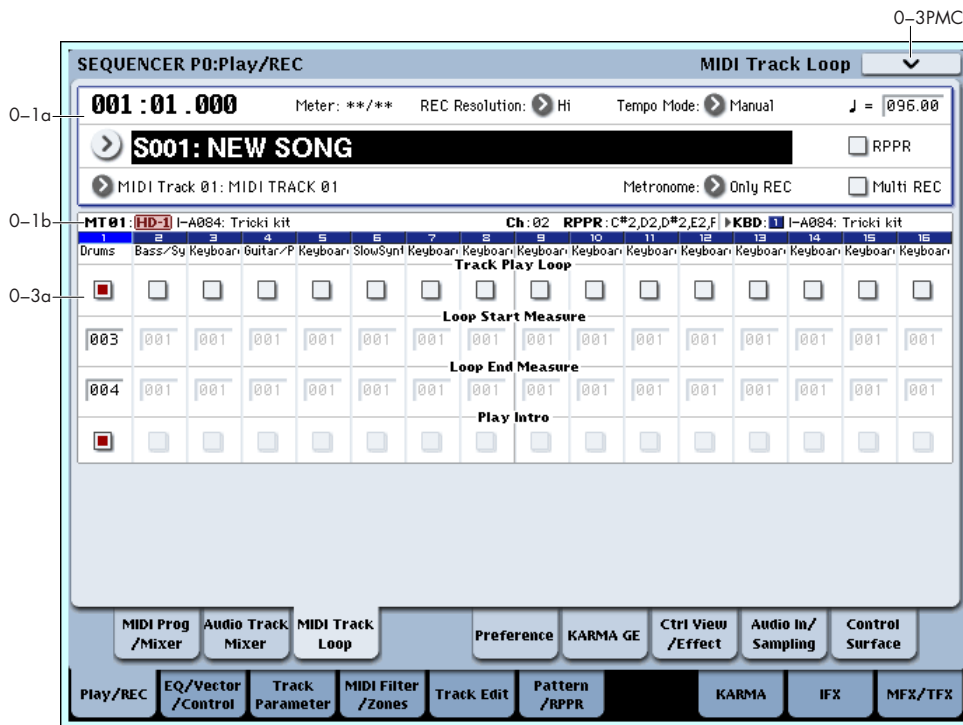 0–3PMC
SEQUENCER P0:Play/REC MIDI Track Loop
0–1a
001:01.000 Meter: **/** REC Resolution: Hi Tempo Mode: Manual ♩ = 096.00
S001: NEW SONG RPPR
MIDI Track 01: MIDI TRACK 01 Metronome: Only REC Multi REC
0–1b
MT01: HD-1 I-A084: Tricki kit Ch:02 RPPR:C#2,D2,D#2,E2,F ▶KBD: 1 I-A084: Tricki kit
1 2 3 4 5 6 7 8 9 10 11 12 13 14 15 16
Drums Bass/Sy Keyboar Guitar/P Keyboar SlowSynt Keyboar Keyboar Keyboar Keyboar Keyboar Keyboar Keyboar Keyboar Keyboar Keyboar
Track Play Loop
0–3a
Loop Start Measure
003 001 001 001 001 001 001 001 001 001 001 001 001 001 001 001
Loop End Measure
004 001 001 001 001 001 001 001 001 001 001 001 001 001 001 001
Play Intro
MIDI Prog /Mixer
Audio Track Mixer
MIDI Track Loop
Preference
KARMA GE
Ctrl View /Effect
Audio In/ Sampling
Control Surface
Play/REC
EQ/Vector /Control
Track Parameter
MIDI Filter /Zones
Track Edit
Pattern /RPPR
KARMA
IFX
MFX/TFX